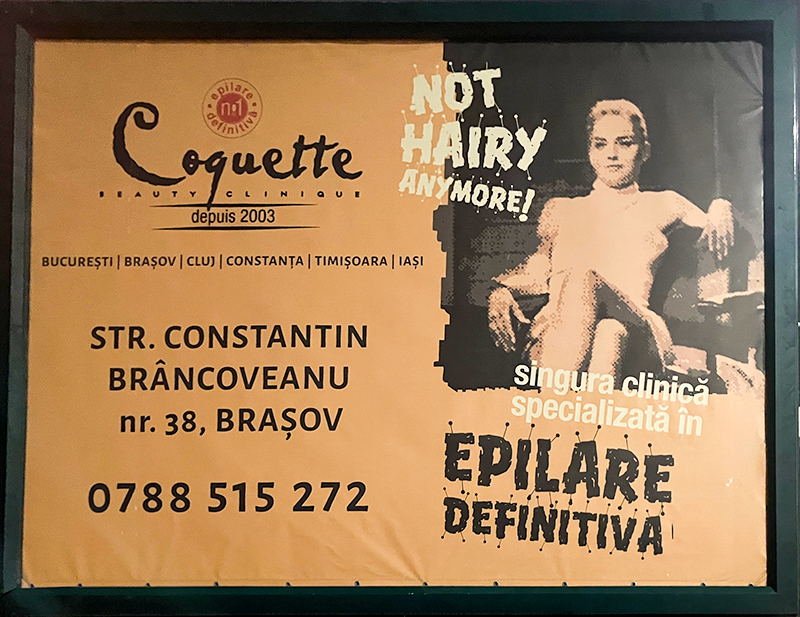 epilare
n•1
definitivă
Coquette
BEAUTY CLINIQUE
depuis 2003
BUCUREȘTI | BRAȘOV | CLUJ | CONSTANȚA | TIMIȘOARA | IAȘI
STR. CONSTANTIN
BRÂNCOVEANU
nr. 38, BRAȘOV
0788 515 272
NOT
HAIRY
ANYMORE!
singura clinică
specializată în
EPILARE
DEFINITIVA